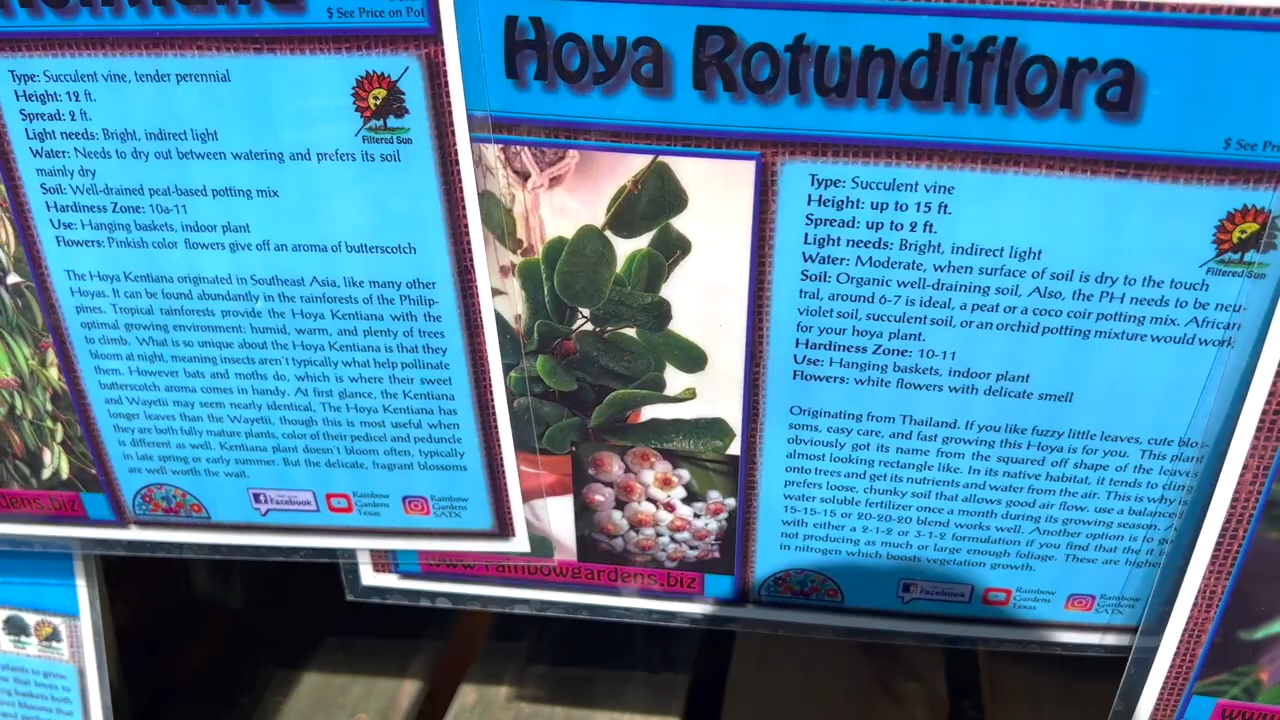 $ See Price on Pot
Type: Succulent vine, tender perennial
Height: 12 ft.
Spread: 2 ft.
Light needs: Bright, indirect light
Water: Needs to dry out between watering and prefers its soil
mainly dry
Soil: Well-drained peat-based potting mix
Hardiness Zone: 10a-11
Use: Hanging baskets, indoor plant
Flowers: Pinkish color flowers give off an aroma of butterscotch
Filtered Sun
The Hoya Kentiana originated in Southeast Asia, like many other
Hoyas. It can be found abundantly in the rainforests of the Philip-
pines. Tropical rainforests provide the Hoya Kentiana with the
optimal growing environment: humid, warm, and plenty of trees
to climb. What is so unique about the Hoya Kentiana is that they
bloom at night, meaning insects aren't typically what help pollinate
them. However bats and moths do, which is where their sweet
butterscotch aroma comes in handy. At first glance, the Kentiana
and Wayetii may seem nearly identical, The Hoya Kentiana has
longer leaves than the Wayetii, though this is most useful when
they are both fully mature plants, color of their pedicel and peduncle
is different as well. Kentiana plant doesn't bloom often, typically
in late spring or early summer. But the delicate, fragrant blossoms
are well worth the wait.
dens.biz
Facebook
Rainbow
Gardens
Texas
Rainbow
Gardens
SATX
Hoya Rotundiflora
$ See Pri
Type: Succulent vine
Height: up to 15 ft.
Spread: up to 2 ft.
Light needs: Bright, indirect light
Water: Moderate, when surface of soil is dry to the touch
Soil: Organic well-draining soil, Also, the PH needs to be neu-
tral, around 6-7 is ideal, a peat or a coco coir potting mix. African
violet soil, succulent soil, or an orchid potting mixture would work
for your hoya plant.
Hardiness Zone: 10-11
Use: Hanging baskets, indoor plant
Flowers: white flowers with delicate smell
Filtered Sun
Originating from Thailand. If you like fuzzy little leaves, cute blos-
soms, easy care, and fast growing this Hoya is for you. This plant
obviously got its name from the squared off shape of the leaves
almost looking rectangle like. In its native habitat, it tends to cling
onto trees and get its nutrients and water from the air. This is why is
prefers loose, chunky soil that allows good air flow. use a balance
water soluble fertilizer once a month during its growing season.
15-15-15 or 20-20-20 blend works well. Another option is to go
with either a 2-1-2 or 3-1-2 formulation if you find that the it i
not producing as much or large enough foliage. These are higher
in nitrogen which boosts vegetation growth.
www.rainbowgardens.biz
Facebook
Rainbow
Gardens
Texas
Rainbow
Gardens
SATX
plants to grow
that loves to
baskets both
blooms that